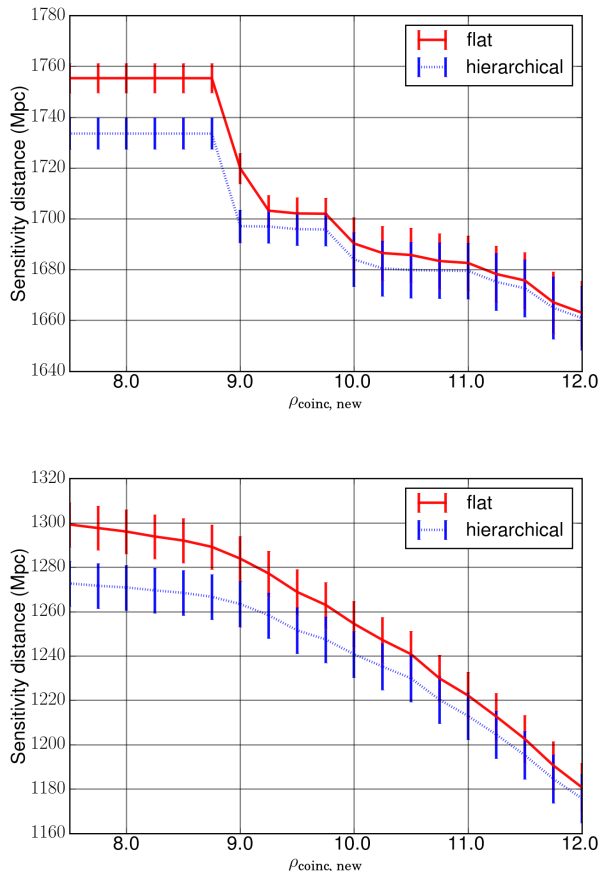 1780
1760
1740
1720
1700
1680
1660
1640
Sensitivity distance (Mpc)
flat
hierarchical
8.0 9.0 10.0 11.0 12.0
ρcoinc, new
1320
1300
1280
1260
1240
1220
1200
1180
1160
Sensitivity distance (Mpc)
flat
hierarchical
8.0 9.0 10.0 11.0 12.0
ρcoinc, new